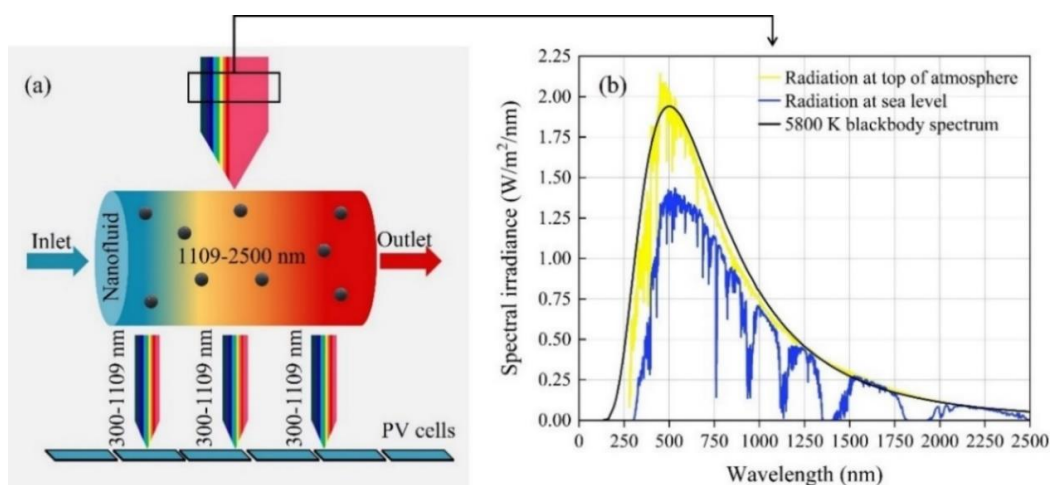 (a)
Inlet
Nanofluid
1109-2500 nm
Outlet
300-1109 nm
300-1109 nm
300-1109 nm
PV cells
(b)
Radiation at top of atmosphere
Radiation at sea level
5800 K blackbody spectrum
Spectral irradiance (W/m²/nm)
2.25
2.00
1.75
1.50
1.25
1.00
0.75
0.50
0.25
0.00
0 250 500 750 1000 1250 1500 1750 2000 2250 2500
Wavelength (nm)